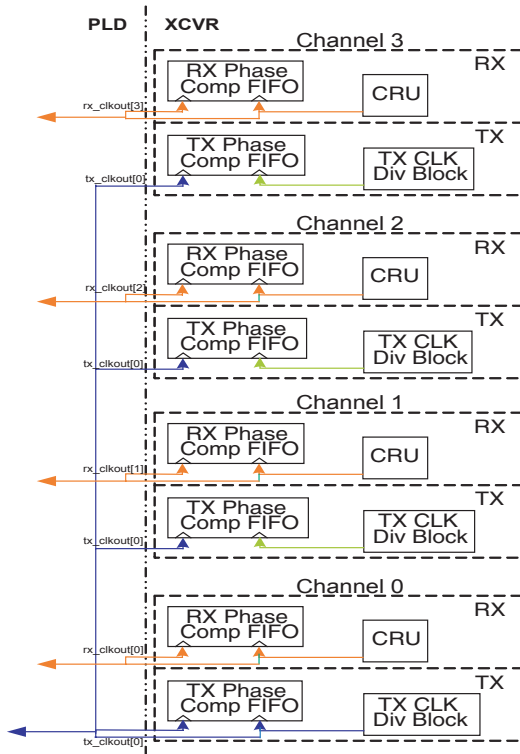 PLD
XCVR
Channel 3
RX
RX Phase
Comp FIFO
CRU
rx_clkout[3]
TX
TX Phase
Comp FIFO
TX CLK
Div Block
tx_clkout[0]
Channel 2
RX
RX Phase
Comp FIFO
CRU
rx_clkout[2]
TX
TX Phase
Comp FIFO
TX CLK
Div Block
tx_clkout[0]
Channel 1
RX
RX Phase
Comp FIFO
CRU
rx_clkout[1]
TX
TX Phase
Comp FIFO
TX CLK
Div Block
tx_clkout[0]
Channel 0
RX
RX Phase
Comp FIFO
CRU
rx_clkout[0]
TX
TX Phase
Comp FIFO
TX CLK
Div Block
tx_clkout[0]